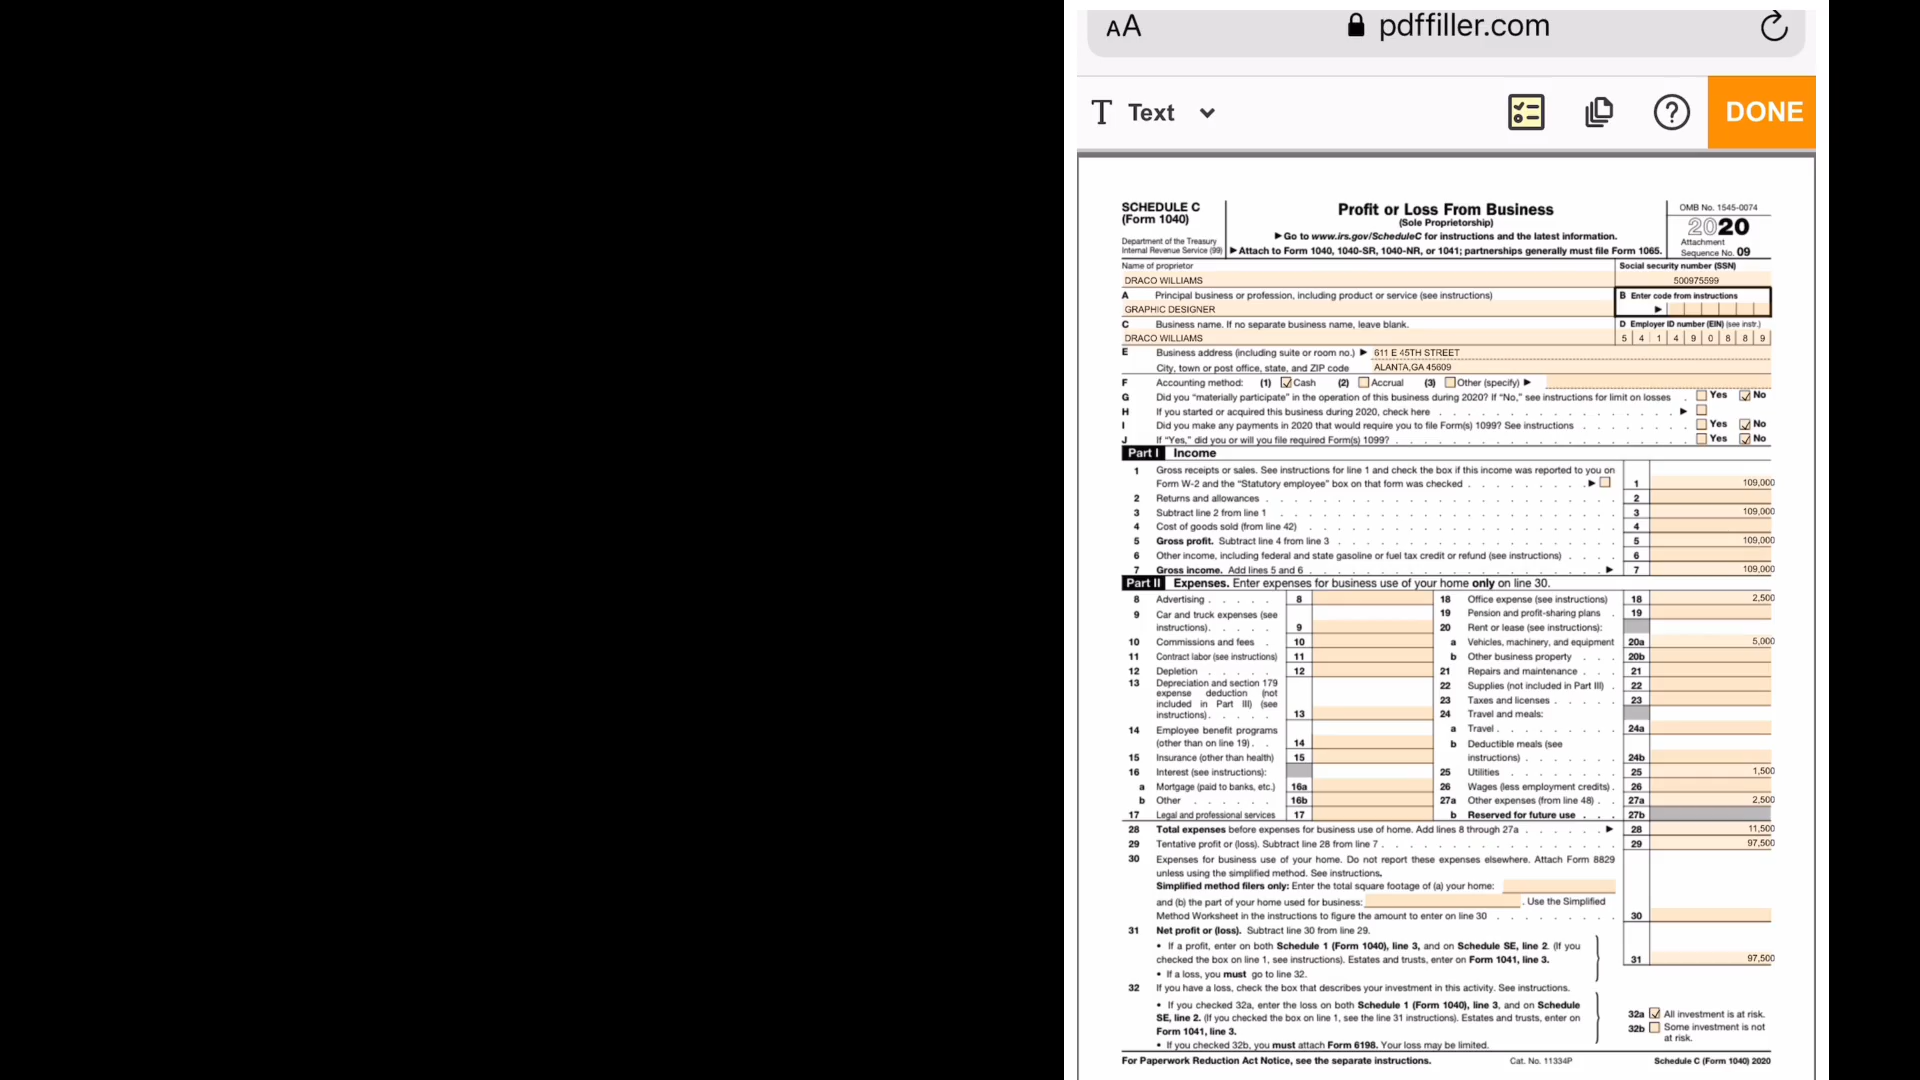 AA pdffiller.com
T Text DONE
SCHEDULE C
(Form 1040)
Department of the Treasury
Internal Revenue Service (99)
Profit or Loss From Business
(Sole Proprietorship)
▶ Go to www.irs.gov/ScheduleC for instructions and the latest information.
▶ Attach to Form 1040, 1040-SR, 1040-NR, or 1041; partnerships generally must file Form 1065.
OMB No. 1545-0074
2020
Attachment
Sequence No. 09
Name of proprietor
DRACO WILLIAMS
Social security number (SSN)
500975599
A Principal business or profession, including product or service (see instructions)
GRAPHIC DESIGNER
B Enter code from instructions
▶
C Business name. If no separate business name, leave blank.
DRACO WILLIAMS
D Employer ID number (EIN) (see instr.)
5 4 1 4 9 0 8 8 9
E Business address (including suite or room no.) ▶ 611 E 45TH STREET
City, town or post office, state, and ZIP code ALANTA,GA 45609
F Accounting method: (1) Cash (2) Accrual (3) Other (specify) ▶
G Did you “materially participate” in the operation of this business during 2020? If “No,” see instructions for limit on losses . Yes No
H If you started or acquired this business during 2020, check here ▶
I Did you make any payments in 2020 that would require you to file Form(s) 1099? See instructions Yes No
J If “Yes,” did you or will you file required Form(s) 1099? Yes No
Part I Income
1 Gross receipts or sales. See instructions for line 1 and check the box if this income was reported to you on
Form W-2 and the “Statutory employee” box on that form was checked ▶ 1 109,000
2 Returns and allowances 2
3 Subtract line 2 from line 1 3 109,000
4 Cost of goods sold (from line 42) 4
5 Gross profit. Subtract line 4 from line 3 5 109,000
6 Other income, including federal and state gasoline or fuel tax credit or refund (see instructions) 6
7 Gross income. Add lines 5 and 6 ▶ 7 109,000
Part II Expenses. Enter expenses for business use of your home only on line 30.
8 Advertising 8
9 Car and truck expenses (see
instructions). 9
10 Commissions and fees 10
11 Contract labor (see instructions) 11
12 Depletion 12
13 Depreciation and section 179
expense deduction (not
included in Part III) (see
instructions). 13
14 Employee benefit programs
(other than on line 19) 14
15 Insurance (other than health) 15
16 Interest (see instructions):
a Mortgage (paid to banks, etc.) 16a
b Other 16b
17 Legal and professional services 17
18 Office expense (see instructions) 18 2,500
19 Pension and profit-sharing plans 19
20 Rent or lease (see instructions):
a Vehicles, machinery, and equipment 20a 5,000
b Other business property 20b
21 Repairs and maintenance 21
22 Supplies (not included in Part III) 22
23 Taxes and licenses 23
24 Travel and meals:
a Travel 24a
b Deductible meals (see
instructions) 24b
25 Utilities 25 1,500
26 Wages (less employment credits) 26
27a Other expenses (from line 48) 27a 2,500
b Reserved for future use 27b
28 Total expenses before expenses for business use of home. Add lines 8 through 27a ▶ 28 11,500
29 Tentative profit or (loss). Subtract line 28 from line 7 29 97,500
30 Expenses for business use of your home. Do not report these expenses elsewhere. Attach Form 8829
unless using the simplified method. See instructions.
Simplified method filers only: Enter the total square footage of (a) your home:
and (b) the part of your home used for business: . Use the Simplified
Method Worksheet in the instructions to figure the amount to enter on line 30 30
31 Net profit or (loss). Subtract line 30 from line 29.
• If a profit, enter on both Schedule 1 (Form 1040), line 3, and on Schedule SE, line 2. (If you
checked the box on line 1, see instructions). Estates and trusts, enter on Form 1041, line 3.
• If a loss, you must go to line 32.
31 97,500
32 If you have a loss, check the box that describes your investment in this activity. See instructions.
• If you checked 32a, enter the loss on both Schedule 1 (Form 1040), line 3, and on Schedule
SE, line 2. (If you checked the box on line 1, see the line 31 instructions). Estates and trusts, enter on
Form 1041, line 3.
• If you checked 32b, you must attach Form 6198. Your loss may be limited.
32a All investment is at risk.
32b Some investment is not
at risk.
For Paperwork Reduction Act Notice, see the separate instructions. Cat. No. 11334P Schedule C (Form 1040) 2020